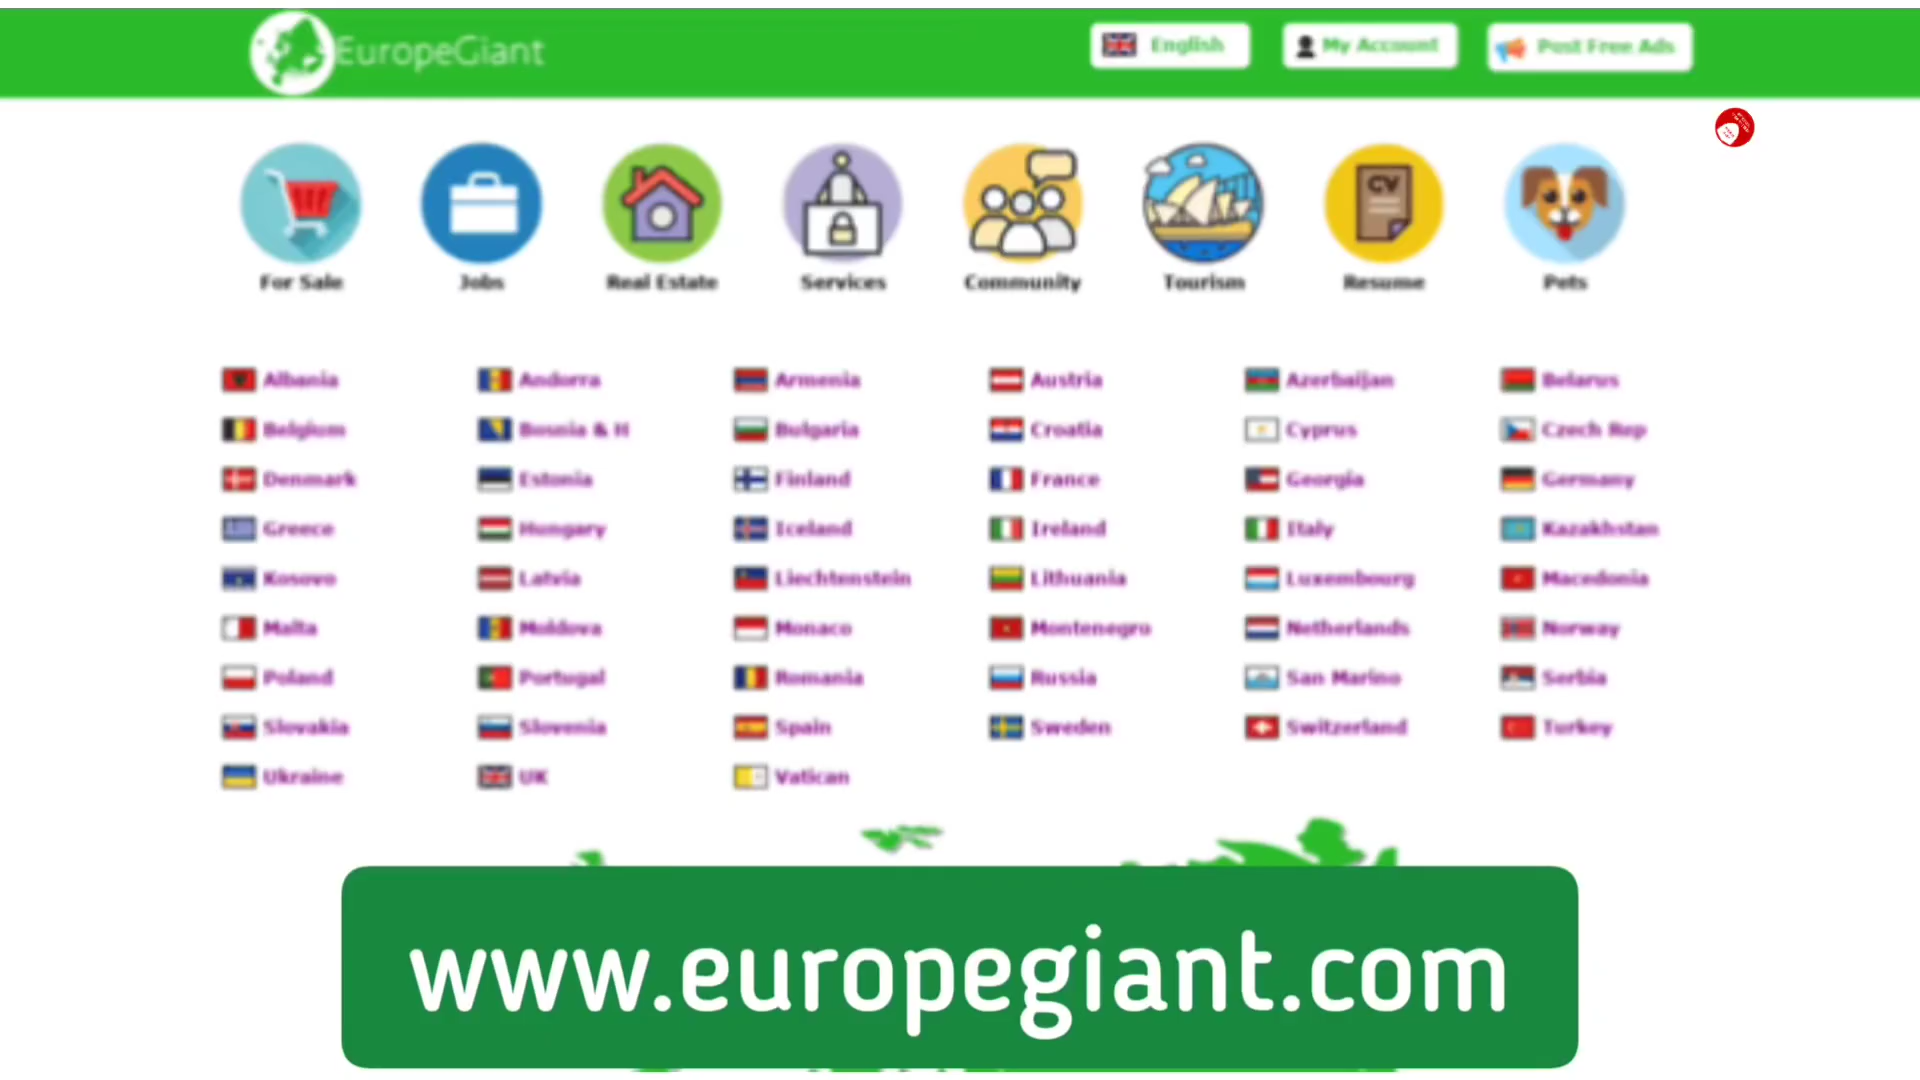 EuropeGiant
English My Account Post Free Ads
CV
For Sale Jobs Real Estate Services Community Tourism Resume Pets
Albania Andorra Armenia Austria Azerbaijan Belarus
Belgium Bosnia & H Bulgaria Croatia Cyprus Czech Rep
Denmark Estonia Finland France Georgia Germany
Greece Hungary Iceland Ireland Italy Kazakhstan
Kosovo Latvia Liechtenstein Lithuania Luxembourg Macedonia
Malta Moldova Monaco Montenegro Netherlands Norway
Poland Portugal Romania Russia San Marino Serbia
Slovakia Slovenia Spain Sweden Switzerland Turkey
Ukraine UK Vatican
www.europegiant.com